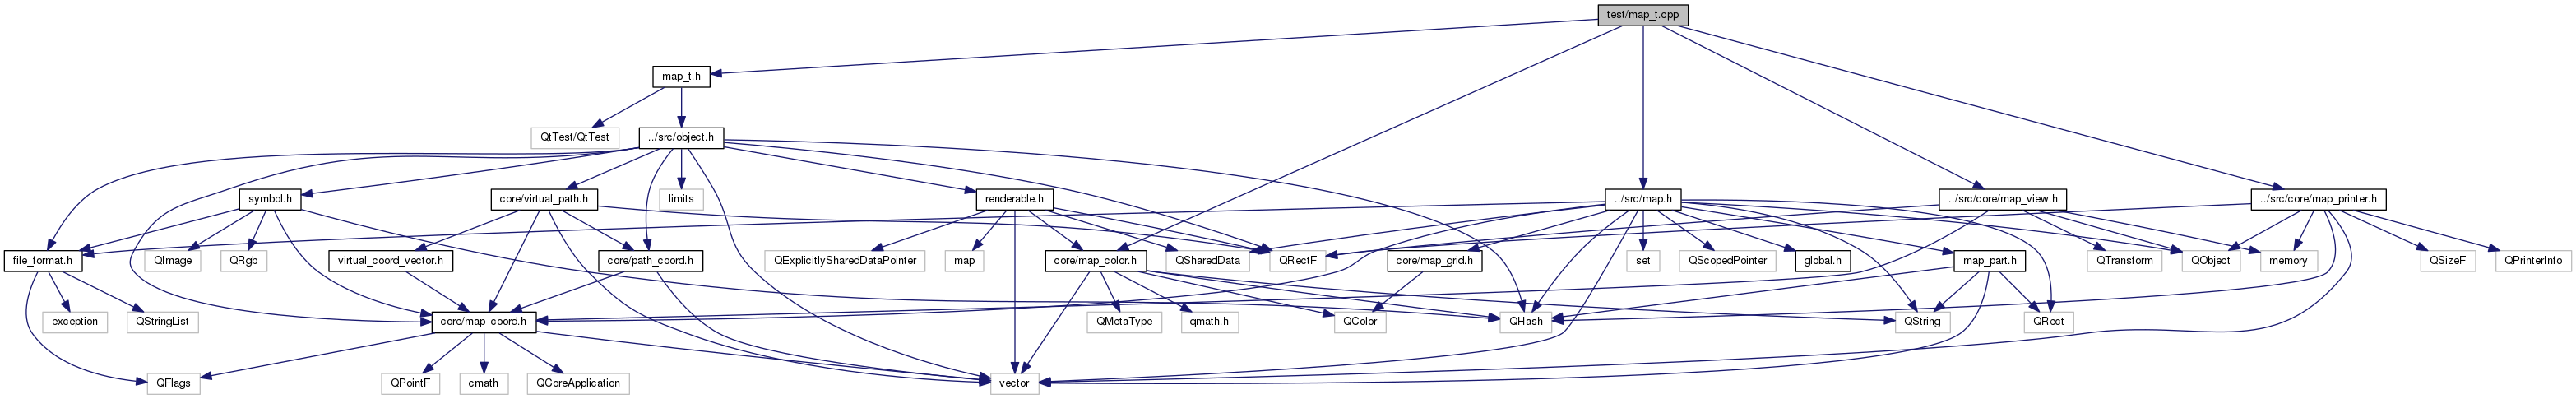 test/map_t.cpp
map_t.h
QtTest/QtTest
../src/object.h
symbol.h
core/virtual_path.h
limits
renderable.h
../src/map.h
../src/core/map_view.h
../src/core/map_printer.h
file_format.h
QImage
QRgb
virtual_coord_vector.h
core/path_coord.h
QExplicitlySharedDataPointer
map
core/map_color.h
QSharedData
QRectF
core/map_grid.h
set
QScopedPointer
global.h
map_part.h
QTransform
QObject
memory
QSizeF
QPrinterInfo
exception
QStringList
core/map_coord.h
QMetaType
qmath.h
QColor
QHash
QString
QRect
QFlags
QPointF
cmath
QCoreApplication
vector